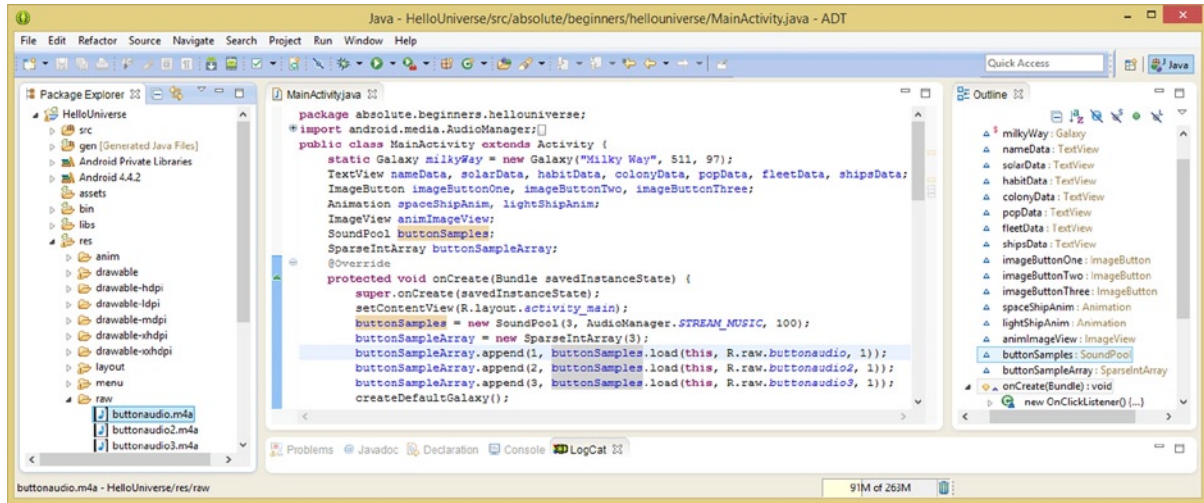 Java - HelloUniverse/src/absolute/beginners/hellouniverse/MainActivity.java - ADT
File Edit Refactor Source Navigate Search Project Run Window Help
Quick Access
Java
Package Explorer
HelloUniverse
src
gen [Generated Java Files]
Android Private Libraries
Android 4.4.2
assets
bin
libs
res
anim
drawable
drawable-hdpi
drawable-ldpi
drawable-mdpi
drawable-xhdpi
drawable-xxhdpi
layout
menu
raw
buttonaudio.m4a
buttonaudio2.m4a
buttonaudio3.m4a
MainActivity.java
package absolute.beginners.hellouniverse;
import android.media.AudioManager;
public class MainActivity extends Activity {
static Galaxy milkyWay = new Galaxy("Milky Way", 511, 97);
TextView nameData, solarData, habitData, colonyData, popData, fleetData, shipsData;
ImageButton imageButtonOne, imageButtonTwo, imageButtonThree;
Animation spaceShipAnim, lightShipAnim;
ImageView animImageView;
SoundPool buttonSamples;
SparseIntArray buttonSampleArray;
@Override
protected void onCreate(Bundle savedInstanceState) {
super.onCreate(savedInstanceState);
setContentView(R.layout.activity_main);
buttonSamples = new SoundPool(3, AudioManager.STREAM_MUSIC, 100);
buttonSampleArray = new SparseIntArray(3);
buttonSampleArray.append(1, buttonSamples.load(this, R.raw.buttonaudio, 1));
buttonSampleArray.append(2, buttonSamples.load(this, R.raw.buttonaudio2, 1));
buttonSampleArray.append(3, buttonSamples.load(this, R.raw.buttonaudio3, 1));
createDefaultGalaxy();
Outline
milkyWay : Galaxy
nameData : TextView
solarData : TextView
habitData : TextView
colonyData : TextView
popData : TextView
fleetData : TextView
shipsData : TextView
imageButtonOne : ImageButton
imageButtonTwo : ImageButton
imageButtonThree : ImageButton
spaceShipAnim : Animation
lightShipAnim : Animation
animImageView : ImageView
buttonSamples : SoundPool
buttonSampleArray : SparseIntArray
onCreate(Bundle) : void
new OnClickListener() {...}
Problems @ Javadoc Declaration Console LogCat
buttonaudio.m4a - HelloUniverse/res/raw
91M of 263M